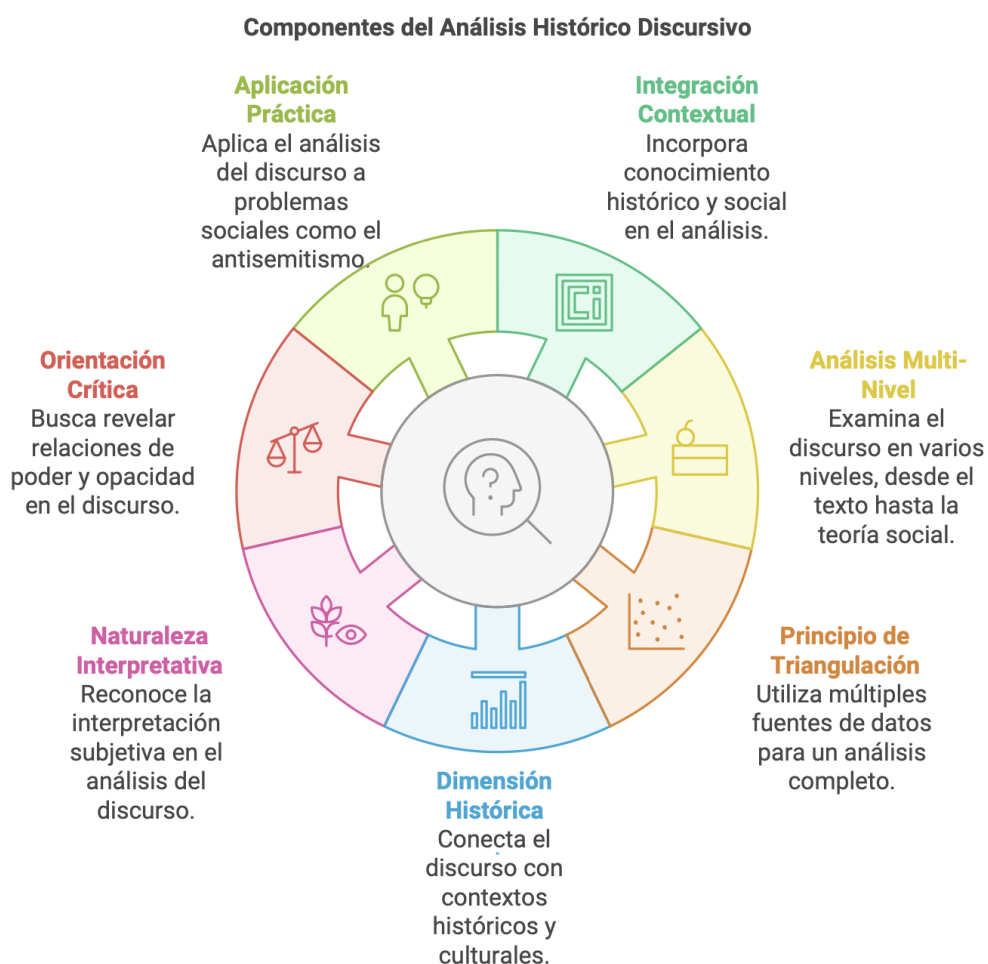 Componentes del Análisis Histórico Discursivo
Aplicación
Práctica
Aplica el análisis
del discurso a
problemas
sociales como el
antisemitismo.
Integración
Contextual
Incorpora
conocimiento
histórico y social
en el análisis.
Orientación
Crítica
Busca revelar
relaciones de
poder y opacidad
en el discurso.
Análisis Multi-
Nivel
Examina el
discurso en varios
niveles, desde el
texto hasta la
teoría social.
Naturaleza
Interpretativa
Reconoce la
interpretación
subjetiva en el
análisis del
discurso.
Principio de
Triangulación
Utiliza múltiples
fuentes de datos
para un análisis
completo.
Dimensión
Histórica
Conecta el
discurso con
contextos
históricos y
culturales.